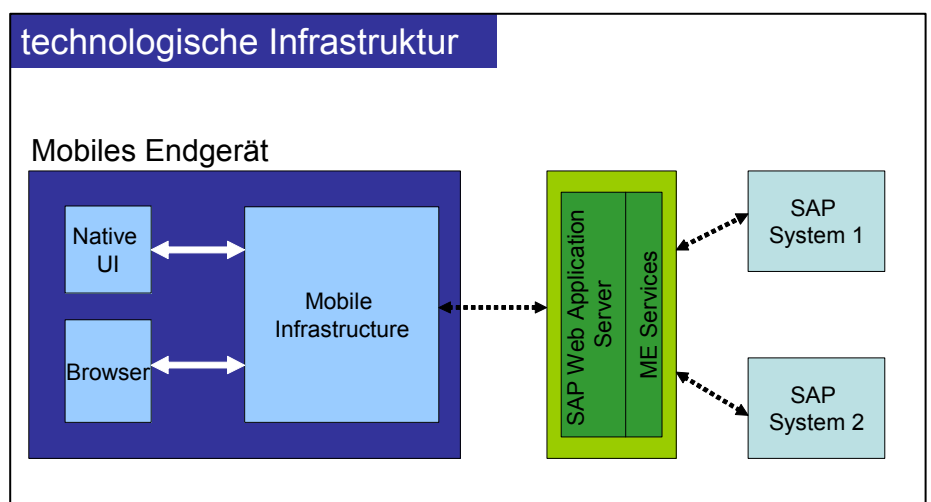 technologische Infrastruktur
Mobiles Endgerät
Native
UI
Browser
Mobile
Infrastructure
SAP Web Application
Server
ME Services
SAP
System 1
SAP
System 2